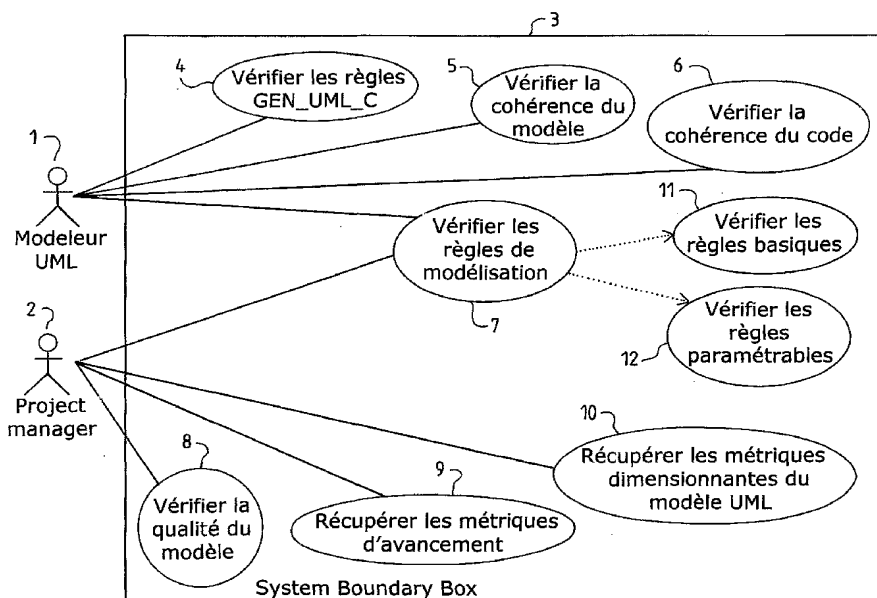 3
4
Vérifier les règles
GEN_UML_C
5
Vérifier la
cohérence du
modèle
6
Vérifier la
cohérence du code
1
Modeleur
UML
Vérifier les
règles de
modélisation
7
11
Vérifier les
règles basiques
Vérifier les
règles
paramétrables
12
2
Project
manager
8
Vérifier la
qualité du
modèle
9
Récupérer les métriques
d'avancement
10
Récupérer les métriques
dimensionnantes du
modèle UML
System Boundary Box